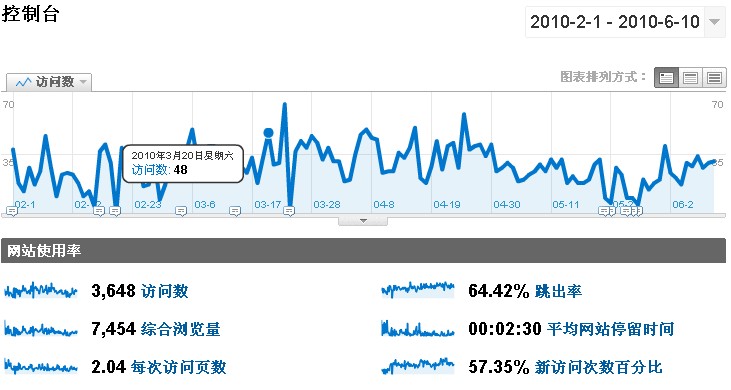 控制台
2010-2-1 - 2010-6-10
访问数
图表排列方式：
70 70
2010年3月20日星期六
35 35
访问数: 48
02-1 02-23 03-6 03-17 03-28 04-8 04-19 04-30 05-11 06-2
网站使用率
3,648 访问数 64.42% 跳出率
7,454 综合浏览量 00:02:30 平均网站停留时间
2.04 每次访问页数 57.35% 新访问次数百分比